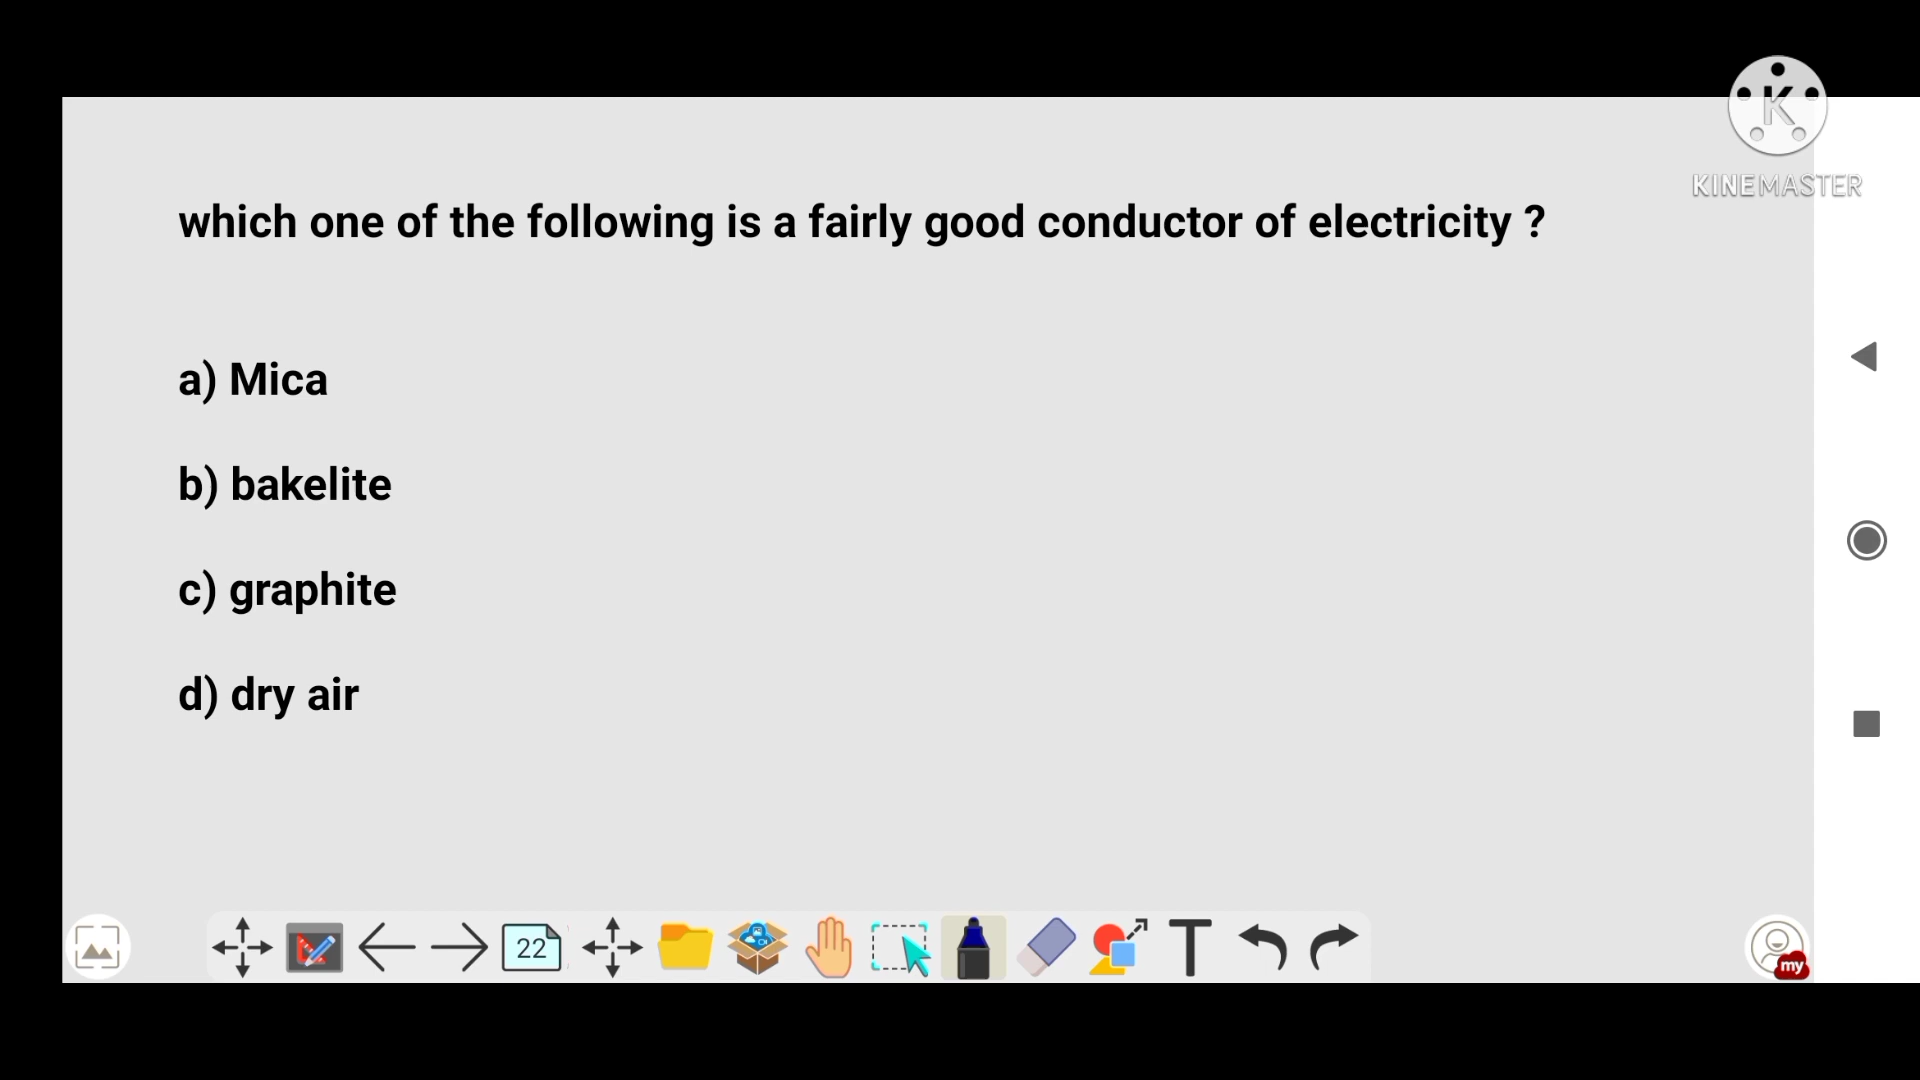 K
KINEMASTER
which one of the following is a fairly good conductor of electricity ?
a) Mica
b) bakelite
c) graphite
d) dry air
22
T
my